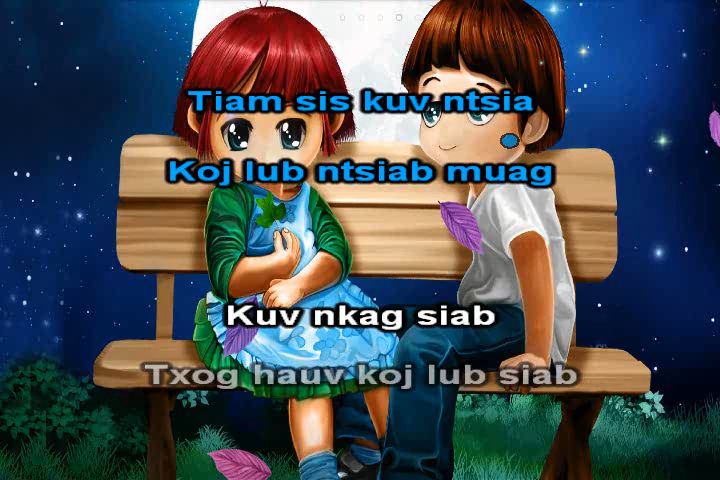 Tiam sis kuv ntsia
Koj lub ntsiab muag
Kuv nkag siab
Txog hauv koj lub siab